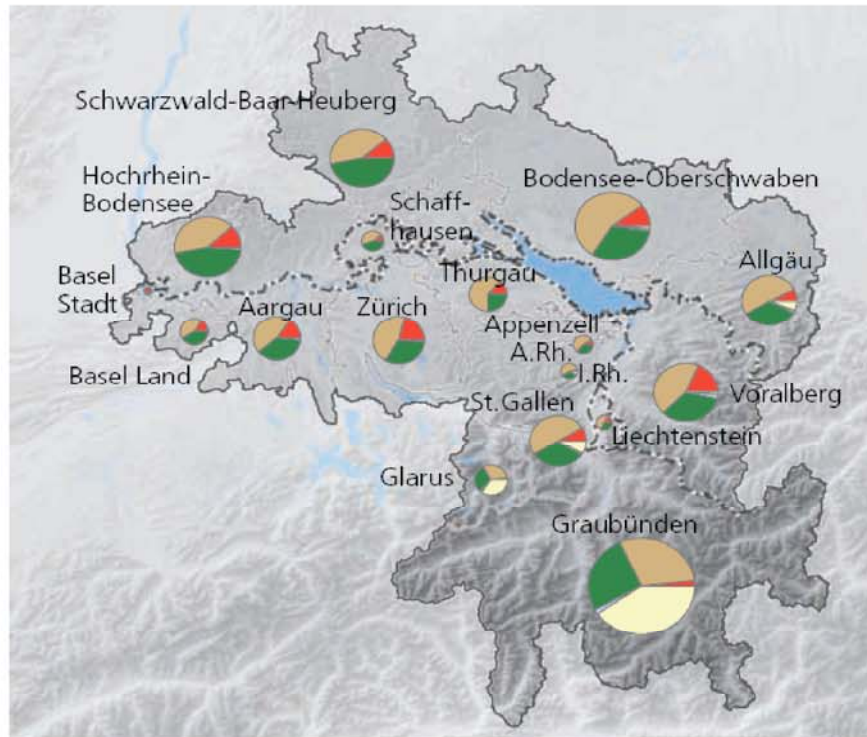 Schwarzwald-Baar-Heuberg
Hochrhein-
Bodensee
Schaff-
hausen
Bodensee-Oberschwaben
Allgäu
Basel
Stadt
Aargau
Zürich
Thurgau
Basel Land
Appenzell
A.Rh.
I.Rh.
St.Gallen
Voralberg
Liechtenstein
Glarus
Graubünden